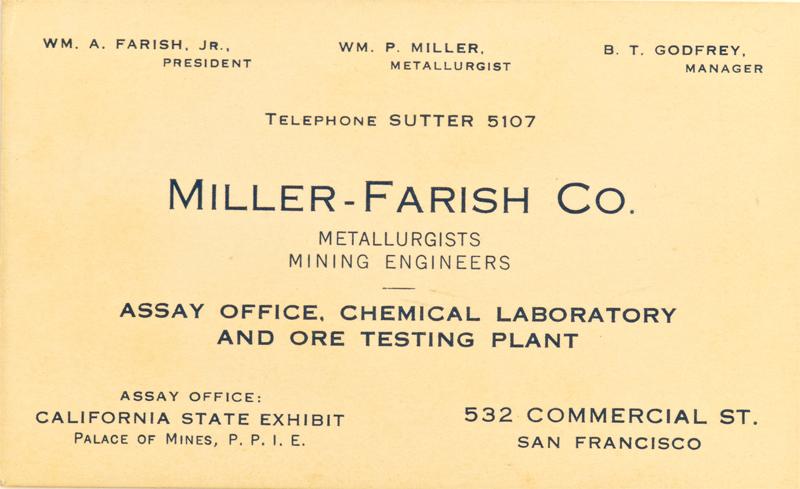 WM. A. FARISH, JR.,
PRESIDENT
WM. P. MILLER,
METALLURGIST
B. T. GODFREY,
MANAGER
TELEPHONE SUTTER 5107
MILLER-FARISH CO.
METALLURGISTS
MINING ENGINEERS
ASSAY OFFICE, CHEMICAL LABORATORY
AND ORE TESTING PLANT
ASSAY OFFICE:
CALIFORNIA STATE EXHIBIT
PALACE OF MINES, P. P. I. E.
532 COMMERCIAL ST.
SAN FRANCISCO